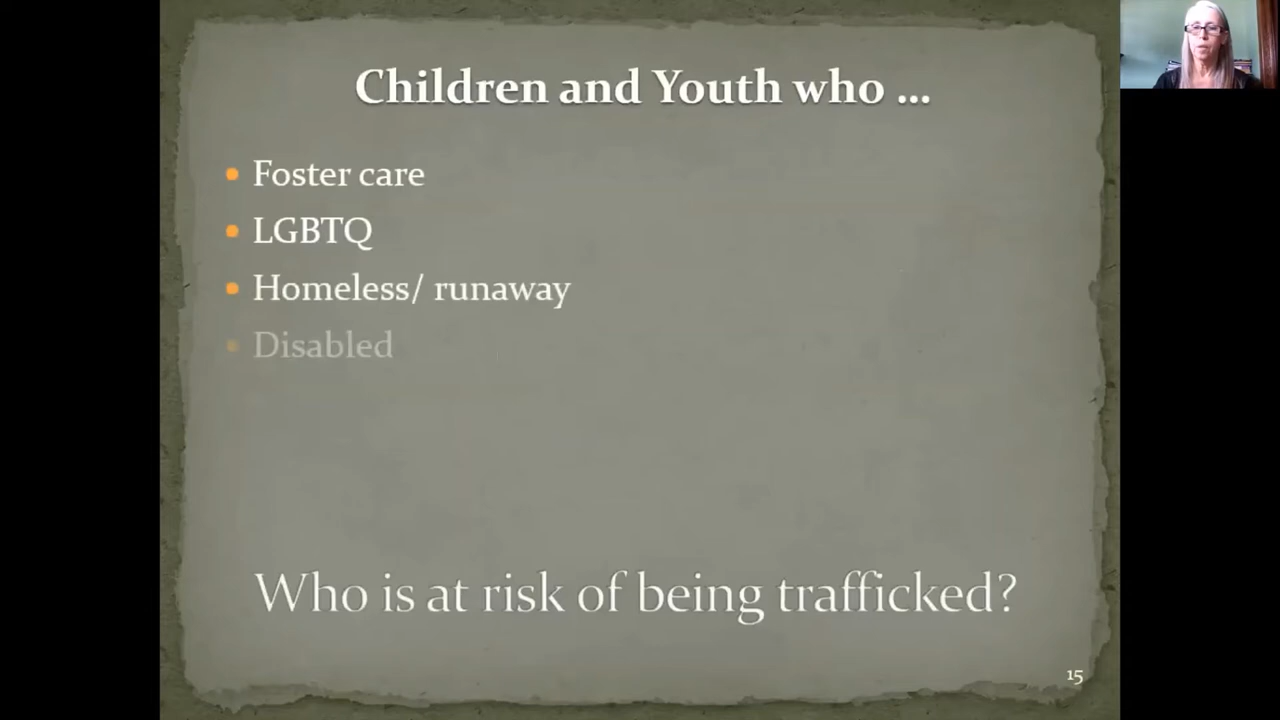 Children and Youth who ...
Foster care
LGBTQ
Homeless/ runaway
Disabled
Who is at risk of being trafficked?
15